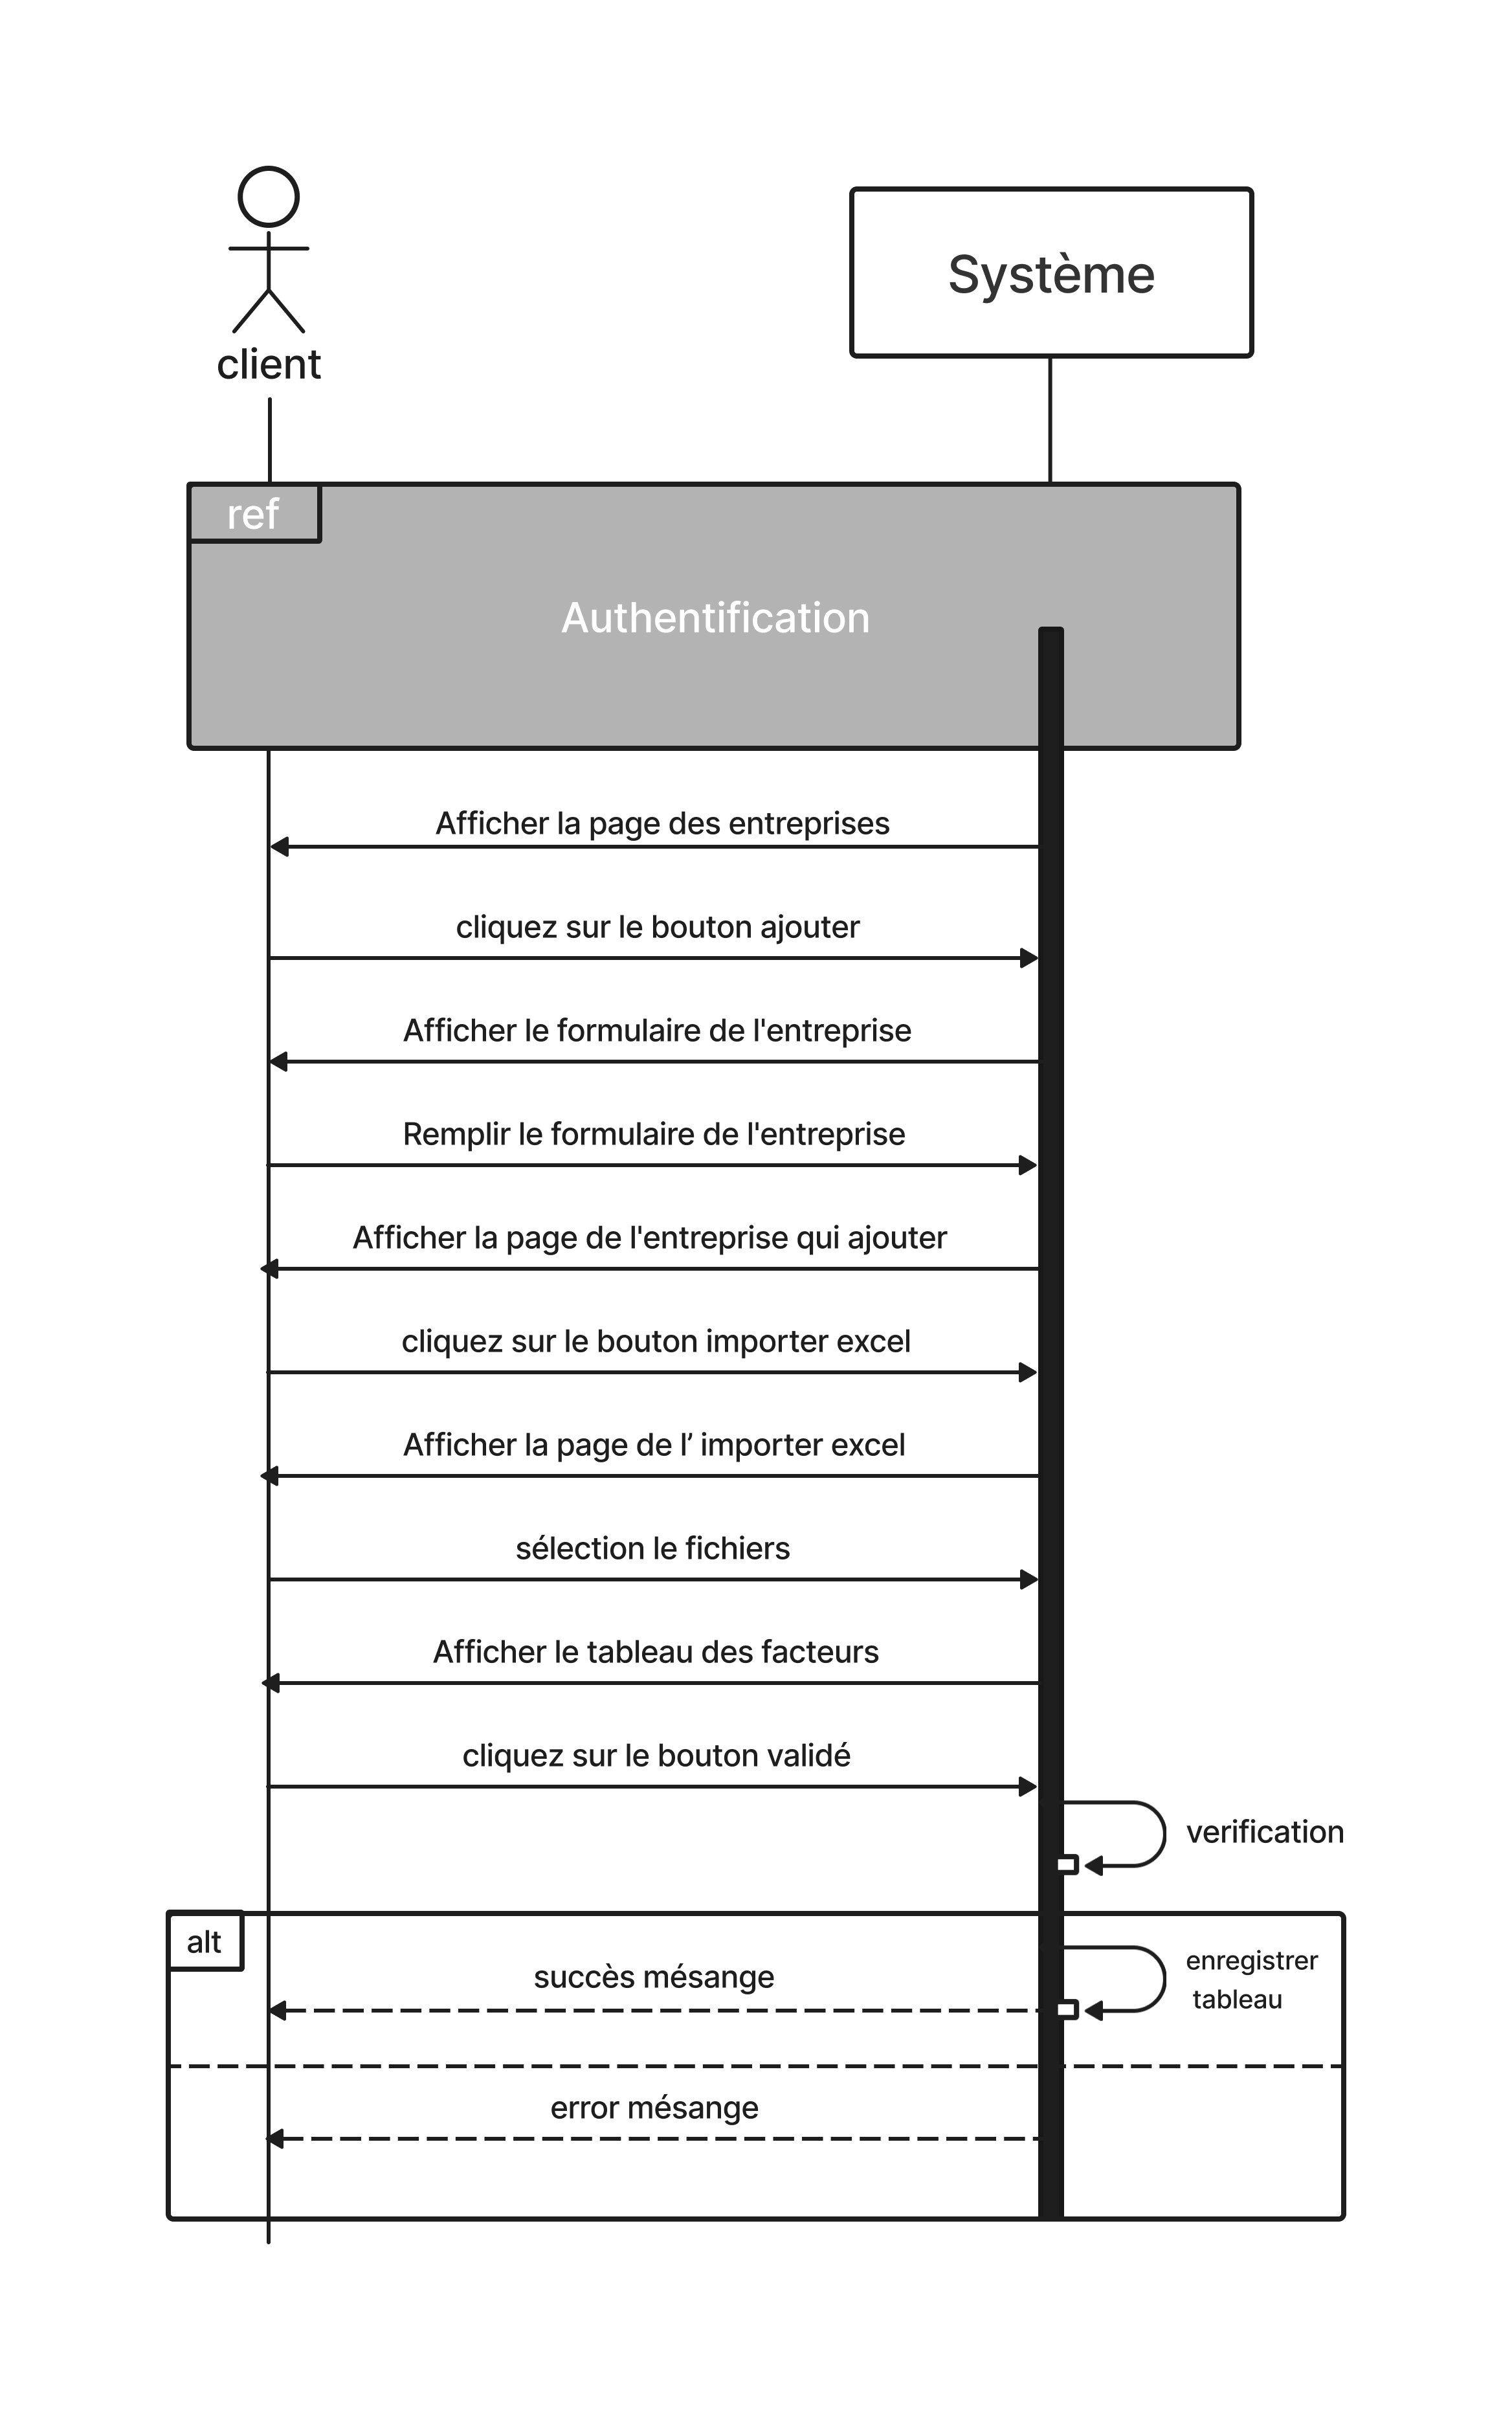 client
Système
ref
Authentification
Afficher la page des entreprises
cliquez sur le bouton ajouter
Afficher le formulaire de l'entreprise
Remplir le formulaire de l'entreprise
Afficher la page de l'entreprise qui ajouter
cliquez sur le bouton importer excel
Afficher la page de l’ importer excel
sélection le fichiers
Afficher le tableau des facteurs
cliquez sur le bouton validé
verification
alt
succès mésange
enregistrer
tableau
error mésange